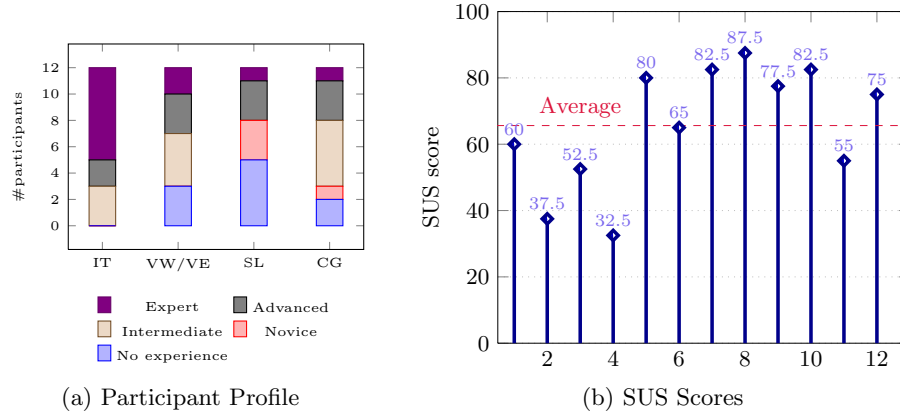 #participants
12
10
8
6
4
2
0
IT VW/VE SL CG
Expert Advanced
Intermediate Novice
No experience
(a) Participant Profile
SUS score
100
80
60
40
20
0
Average
60
37.5
52.5
32.5
80
65
82.5
87.5
77.5
82.5
55
75
2 4 6 8 10 12
(b) SUS Scores